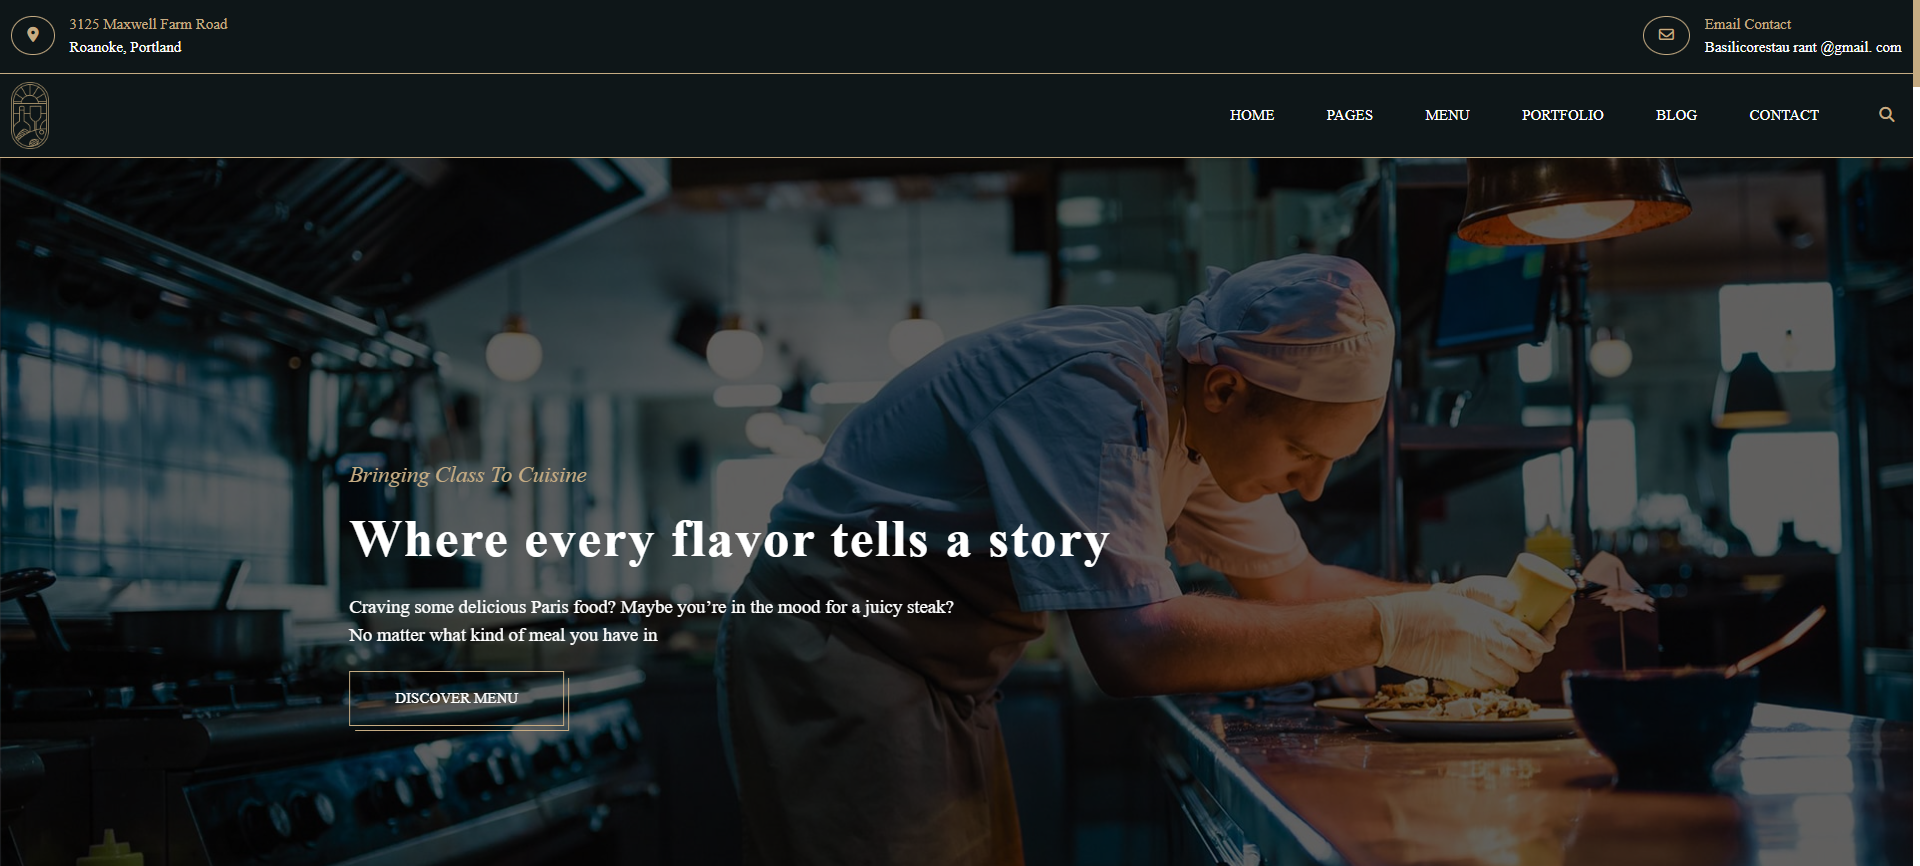 3125 Maxwell Farm Road
Roanoke, Portland
Email Contact
Basilicorestau rant @gmail. com
HOME PAGES MENU PORTFOLIO BLOG CONTACT
Bringing Class To Cuisine
Where every flavor tells a story
Craving some delicious Paris food? Maybe you’re in the mood for a juicy steak?
No matter what kind of meal you have in
DISCOVER MENU